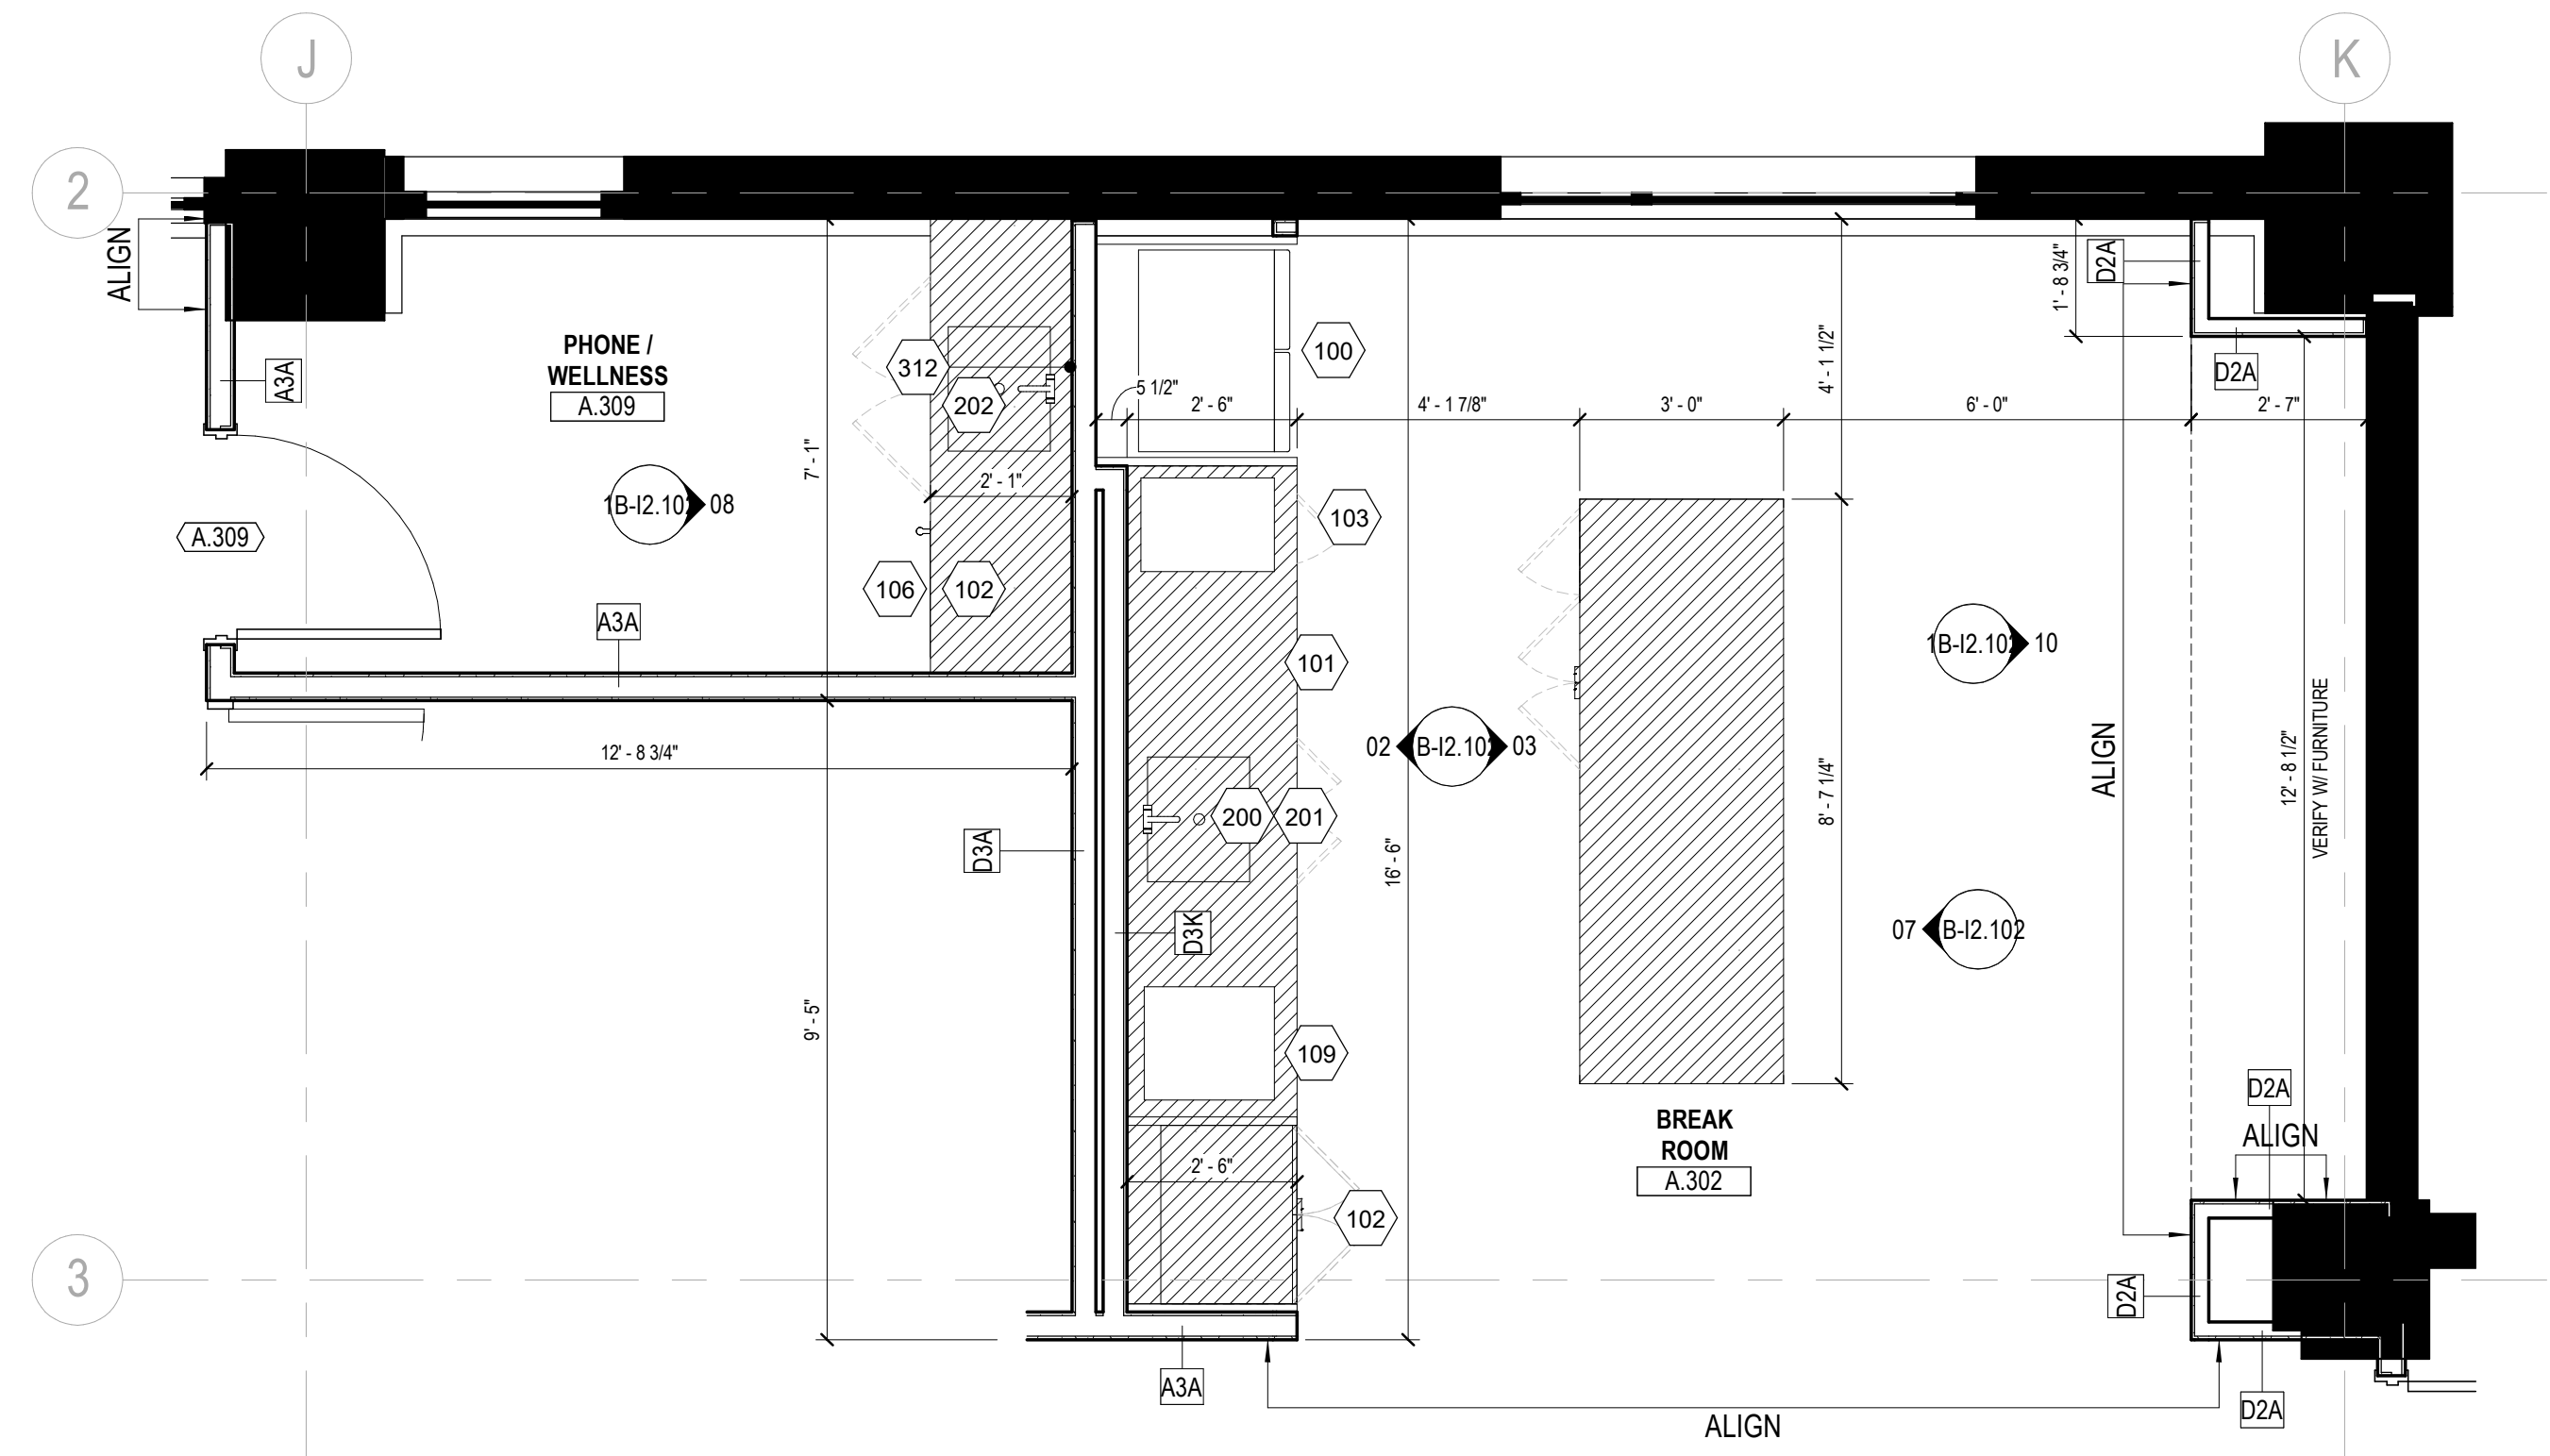 J
K
2
ALIGN
A3A
PHONE /
WELLNESS
A.309
312
202
100
5 1/2"
2' - 6"
4' - 1 7/8"
3' - 0"
6' - 0"
2' - 7"
4' - 1 1/2"
1' - 8 3/4"
D2A
D2A
7' - 1"
2' - 1"
1B-I2.102
08
103
A.309
106
102
A3A
101
1B-I2.102
10
12' - 8 3/4"
02
B-I2.102
03
ALIGN
12' - 8 1/2"
VERIFY W/ FURNITURE
8' - 7 1/4"
200
201
D3A
16' - 6"
D3K
07
B-I2.102
9' - 5"
109
BREAK
ROOM
A.302
D2A
ALIGN
2' - 6"
102
3
D2A
A3A
D2A
ALIGN